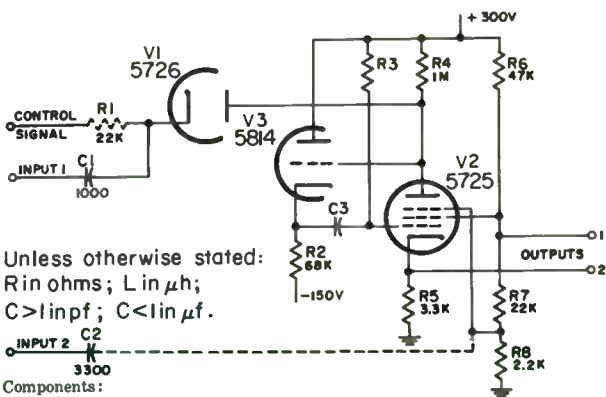 +300V
V1
5726
R3
R4
1M
R6
47K
CONTROL
SIGNAL
R1
22K
V3
5814
V2
5725
INPUT 1
C1
1000
C3
R2
68K
-150V
1
OUTPUTS
2
R5
3.3K
R7
22K
R8
2.2K
Unless otherwise stated:
R in ohms; L in μh;
C>1 in pf; C<1 in μf.
INPUT 2
C2
3300
Components: